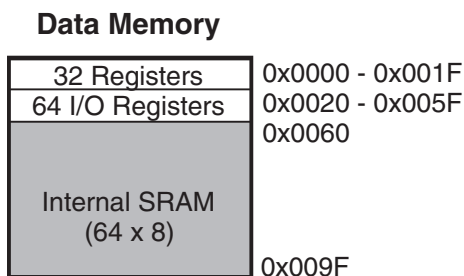 Data Memory
32 Registers 0x0000 - 0x001F
64 I/O Registers 0x0020 - 0x005F
0x0060
Internal SRAM
(64 x 8)
0x009F